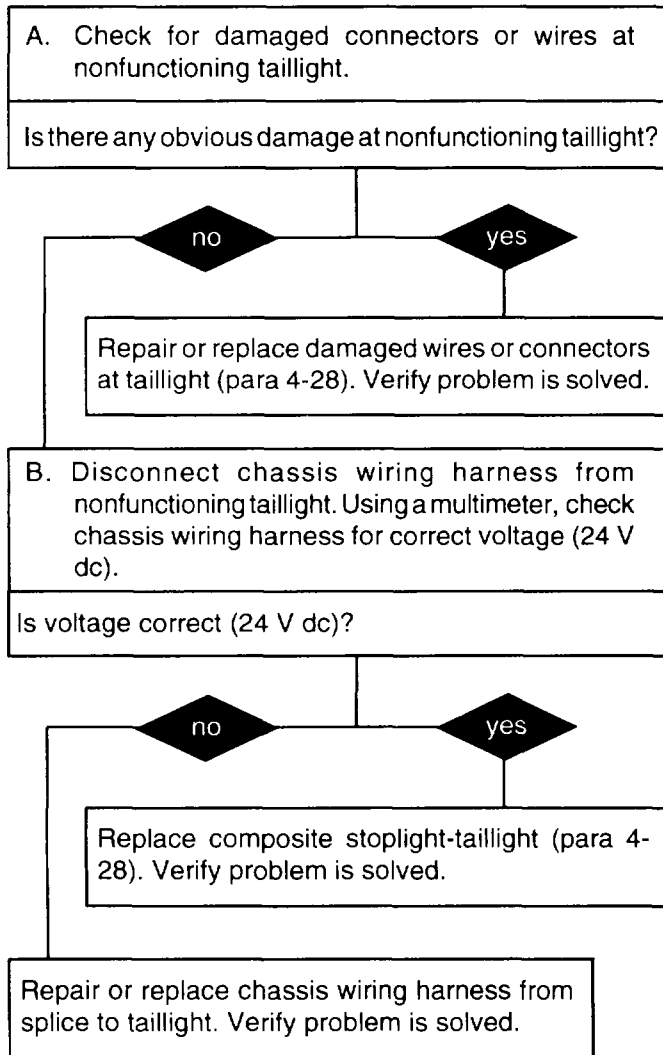 A. Check for damaged connectors or wires at
nonfunctioning taillight.
Is there any obvious damage at nonfunctioning taillight?
no
yes
Repair or replace damaged wires or connectors
at taillight (para 4-28). Verify problem is solved.
B. Disconnect chassis wiring harness from
nonfunctioning taillight. Using a multimeter, check
chassis wiring harness for correct voltage (24 V
dc).
Is voltage correct (24 V dc)?
no
yes
Replace composite stoplight-taillight (para 4-
28). Verify problem is solved.
Repair or replace chassis wiring harness from
splice to taillight. Verify problem is solved.